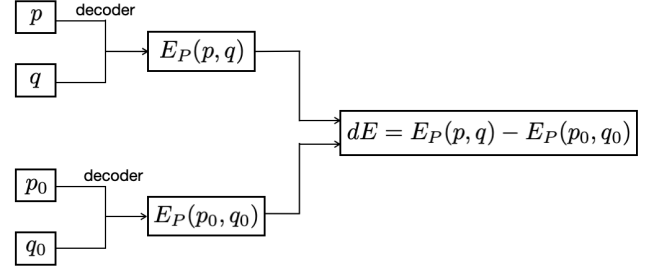 p
decoder
q
E_P(p, q)
dE = E_P(p, q) − E_P(p_0, q_0)
p_0
decoder
q_0
E_P(p_0, q_0)